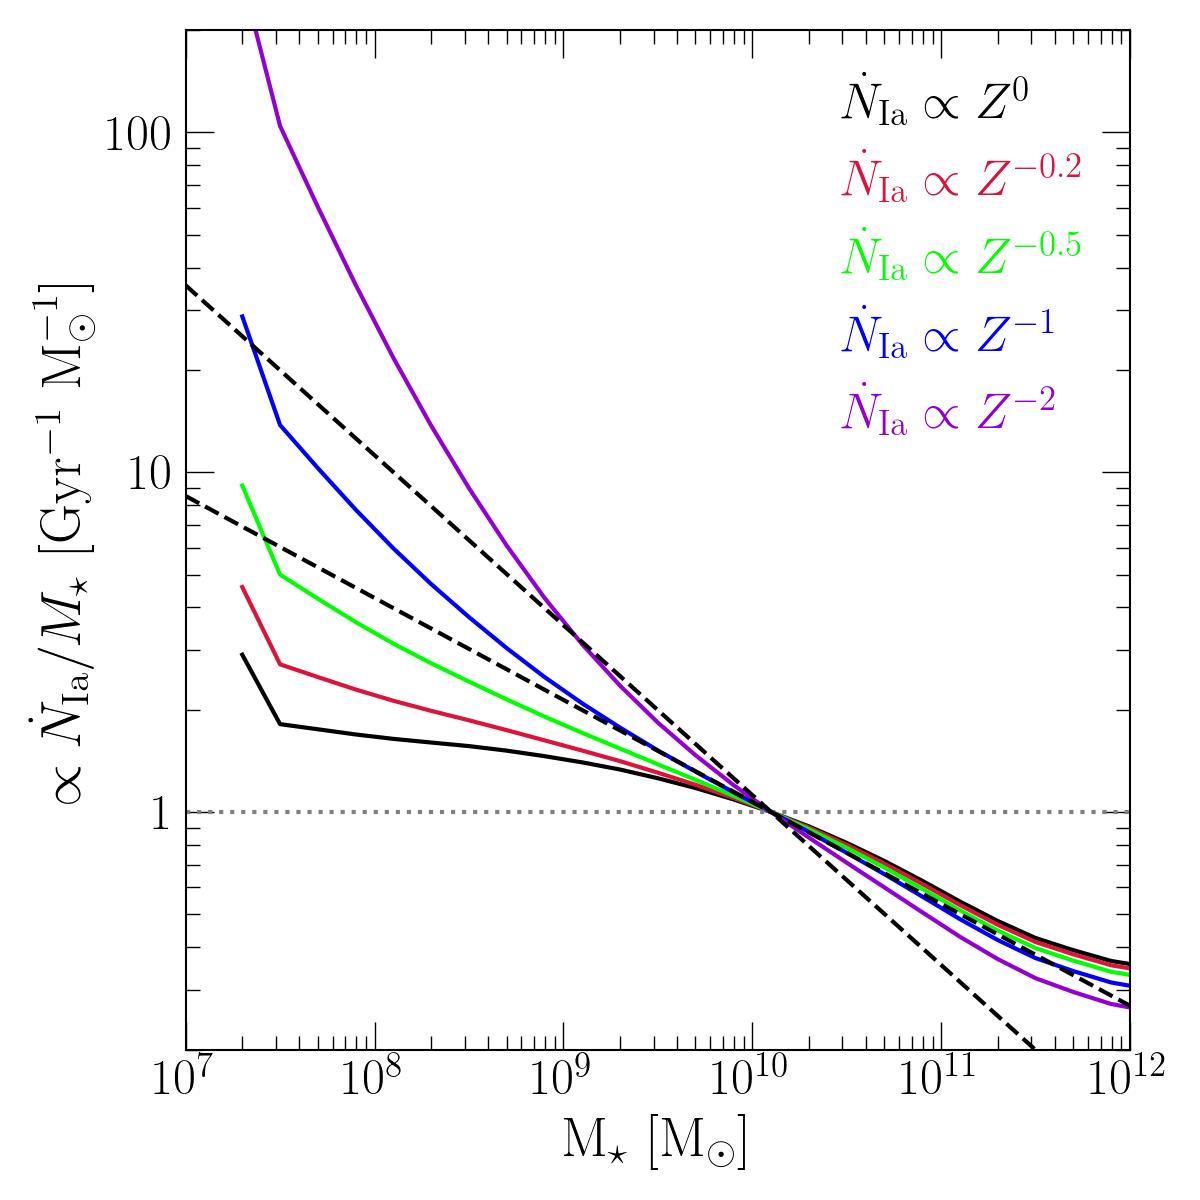 Ṅ_Ia ∝ Z^0
Ṅ_Ia ∝ Z^−0.2
Ṅ_Ia ∝ Z^−0.5
Ṅ_Ia ∝ Z^−1
Ṅ_Ia ∝ Z^−2
100
10
1
∝ Ṅ_Ia/M_⋆ [Gyr^−1 M_⊙^−1]
10^7 10^8 10^9 10^10 10^11 10^12
M_⋆ [M_⊙]